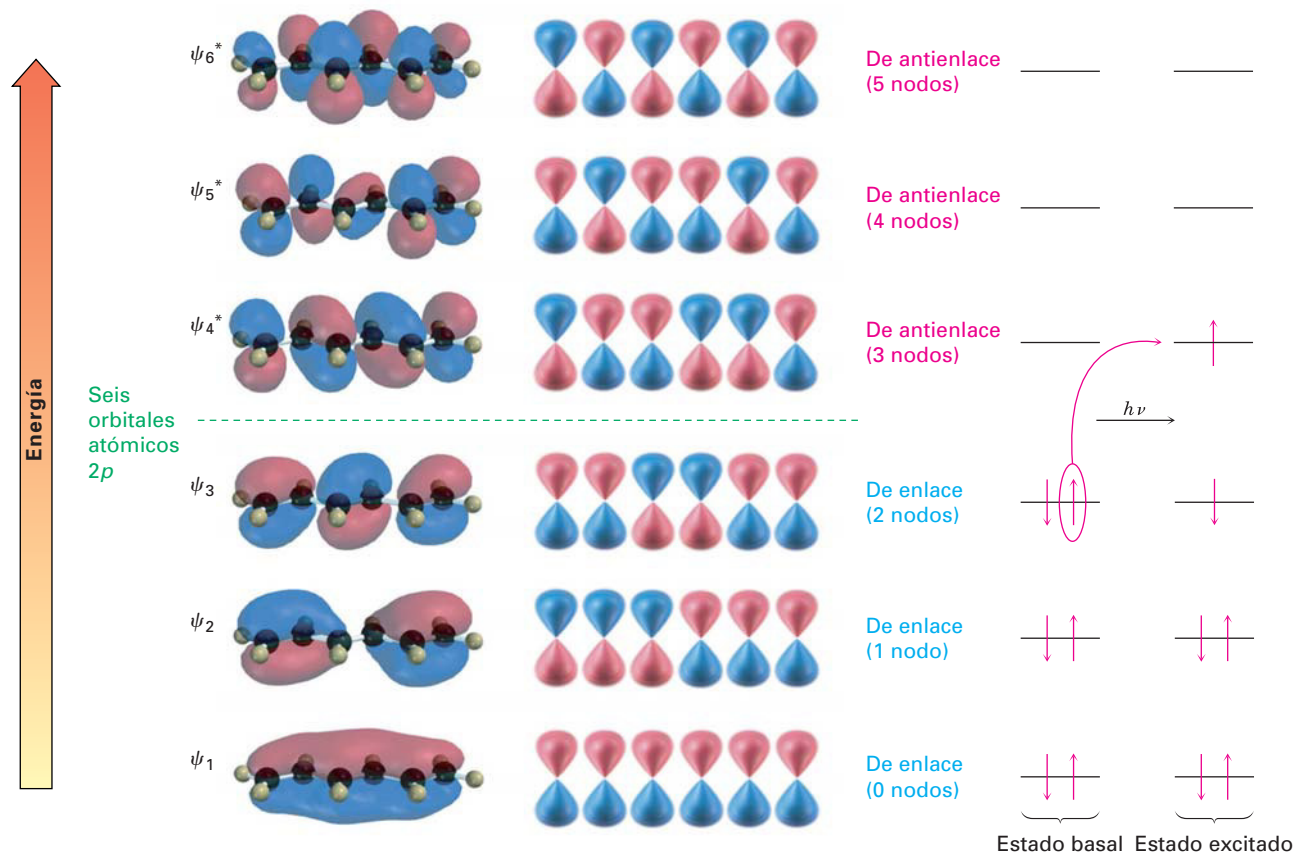 ψ6*
De antienlace
(5 nodos)
ψ5*
De antienlace
(4 nodos)
ψ4*
De antienlace
(3 nodos)
Energía
Seis
orbitales
atómicos
2p
hν
ψ3
De enlace
(2 nodos)
ψ2
De enlace
(1 nodo)
ψ1
De enlace
(0 nodos)
Estado basal Estado excitado